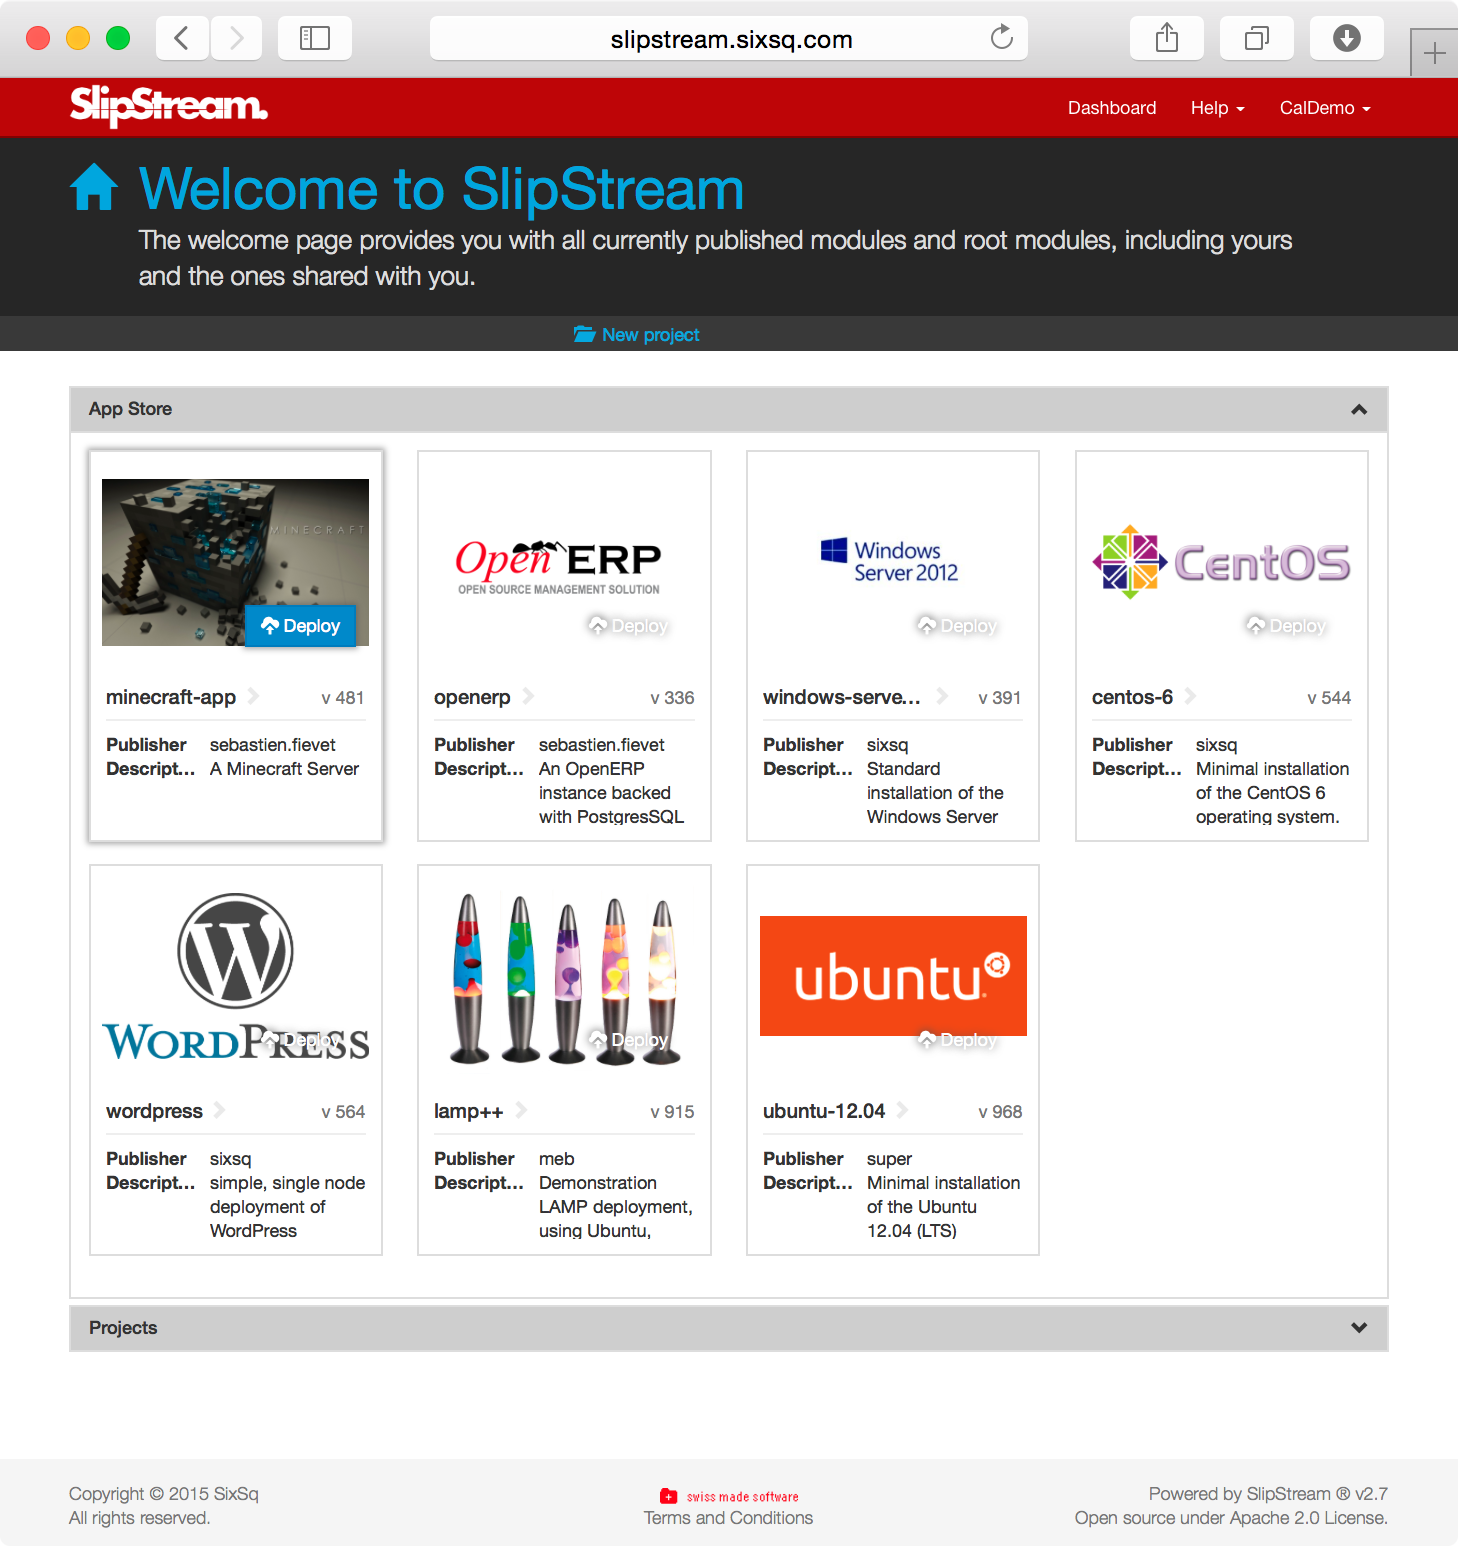 slipstream.sixsq.com
SlipStream.
Dashboard Help CalDemo
Welcome to SlipStream
The welcome page provides you with all currently published modules and root modules, including yours
and the ones shared with you.
New project
App Store
MINECRAFT
Deploy
minecraft-app v 481
Publisher sebastien.fievet
Descript... A Minecraft Server
Open ERP
OPEN SOURCE MANAGEMENT SOLUTION
Deploy
openerp v 336
Publisher sebastien.fievet
Descript... An OpenERP
instance backed
with PostgresSQL
Windows
Server 2012
Deploy
windows-serve... v 391
Publisher sixsq
Descript... Standard
installation of the
Windows Server
CentOS
Deploy
centos-6 v 544
Publisher sixsq
Descript... Minimal installation
of the CentOS 6
operating system.
W
WORDPRESS
Deploy
wordpress v 564
Publisher sixsq
Descript... simple, single node
deployment of
WordPress
Deploy
lamp++ v 915
Publisher meb
Descript... Demonstration
LAMP deployment,
using Ubuntu,
ubuntu
Deploy
ubuntu-12.04 v 968
Publisher super
Descript... Minimal installation
of the Ubuntu
12.04 (LTS)
Projects
Copyright © 2015 SixSq
All rights reserved.
swiss made software
Terms and Conditions
Powered by SlipStream ® v2.7
Open source under Apache 2.0 License.